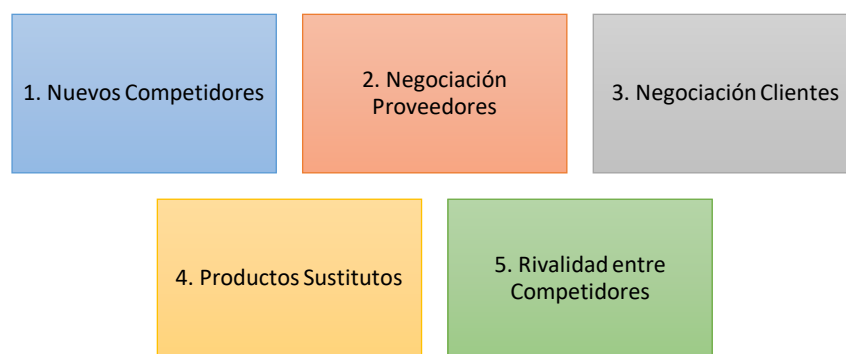 1. Nuevos Competidores
2. Negociación
Proveedores
3. Negociación Clientes
4. Productos Sustitutos
5. Rivalidad entre
Competidores